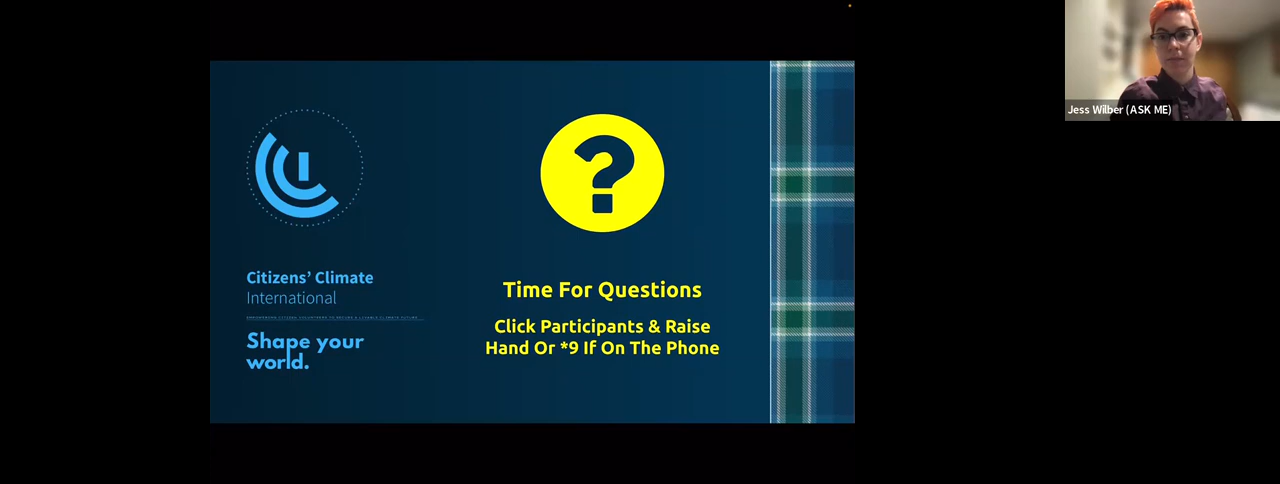 Citizens' Climate
International
Shape your
world.
?
Time For Questions
Click Participants & Raise
Hand Or *9 If On The Phone
Jess Wilber (ASK ME)